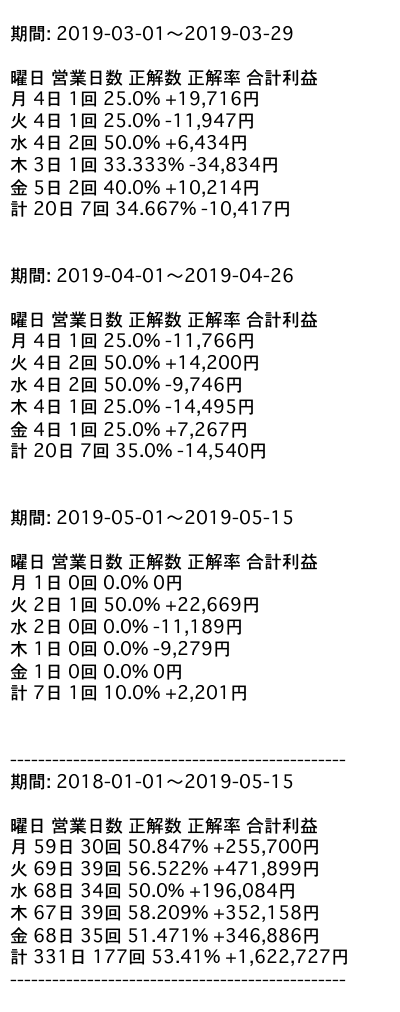 期間: 2019-03-01〜2019-03-29
曜日 営業日数 正解数 正解率 合計利益
月 4日 1回 25.0% +19,716円
火 4日 1回 25.0% -11,947円
水 4日 2回 50.0% +6,434円
木 3日 1回 33.333% -34,834円
金 5日 2回 40.0% +10,214円
計 20日 7回 34.667% -10,417円
期間: 2019-04-01〜2019-04-26
曜日 営業日数 正解数 正解率 合計利益
月 4日 1回 25.0% -11,766円
火 4日 2回 50.0% +14,200円
水 4日 2回 50.0% -9,746円
木 4日 1回 25.0% -14,495円
金 4日 1回 25.0% +7,267円
計 20日 7回 35.0% -14,540円
期間: 2019-05-01〜2019-05-15
曜日 営業日数 正解数 正解率 合計利益
月 1日 0回 0.0% 0円
火 2日 1回 50.0% +22,669円
水 2日 0回 0.0% -11,189円
木 1日 0回 0.0% -9,279円
金 1日 0回 0.0% 0円
計 7日 1回 10.0% +2,201円
------------------------------------------------
期間: 2018-01-01〜2019-05-15
曜日 営業日数 正解数 正解率 合計利益
月 59日 30回 50.847% +255,700円
火 69日 39回 56.522% +471,899円
水 68日 34回 50.0% +196,084円
木 67日 39回 58.209% +352,158円
金 68日 35回 51.471% +346,886円
計 331日 177回 53.41% +1,622,727円
------------------------------------------------